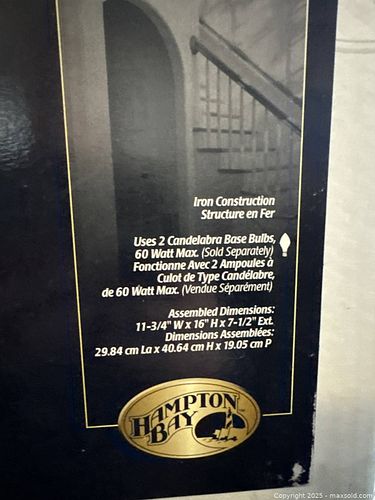 Iron Construction
Structure en Fer
Uses 2 Candelabra Base Bulbs,
60 Watt Max. (Sold Separately)
Fonctionne Avec 2 Ampoules à
Culot de Type Candélabre,
de 60 Watt Max. (Vendue Séparément)
Assembled Dimensions:
11-3/4" W x 16" H x 7-1/2" Ext.
Dimensions Assemblées:
29.84 cm La x 40.64 cm H x 19.05 cm P
HAMPTON
BAY
Copyright 2025 - maxsold.com